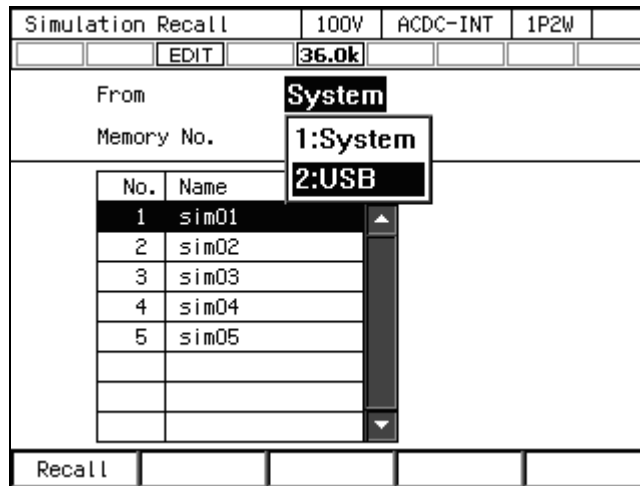 Simulation Recall 100V ACDC-INT 1P2W
EDIT 36.0k
From System
Memory No. 1:System
2:USB
No. Name
1 sim01
2 sim02
3 sim03
4 sim04
5 sim05
Recall